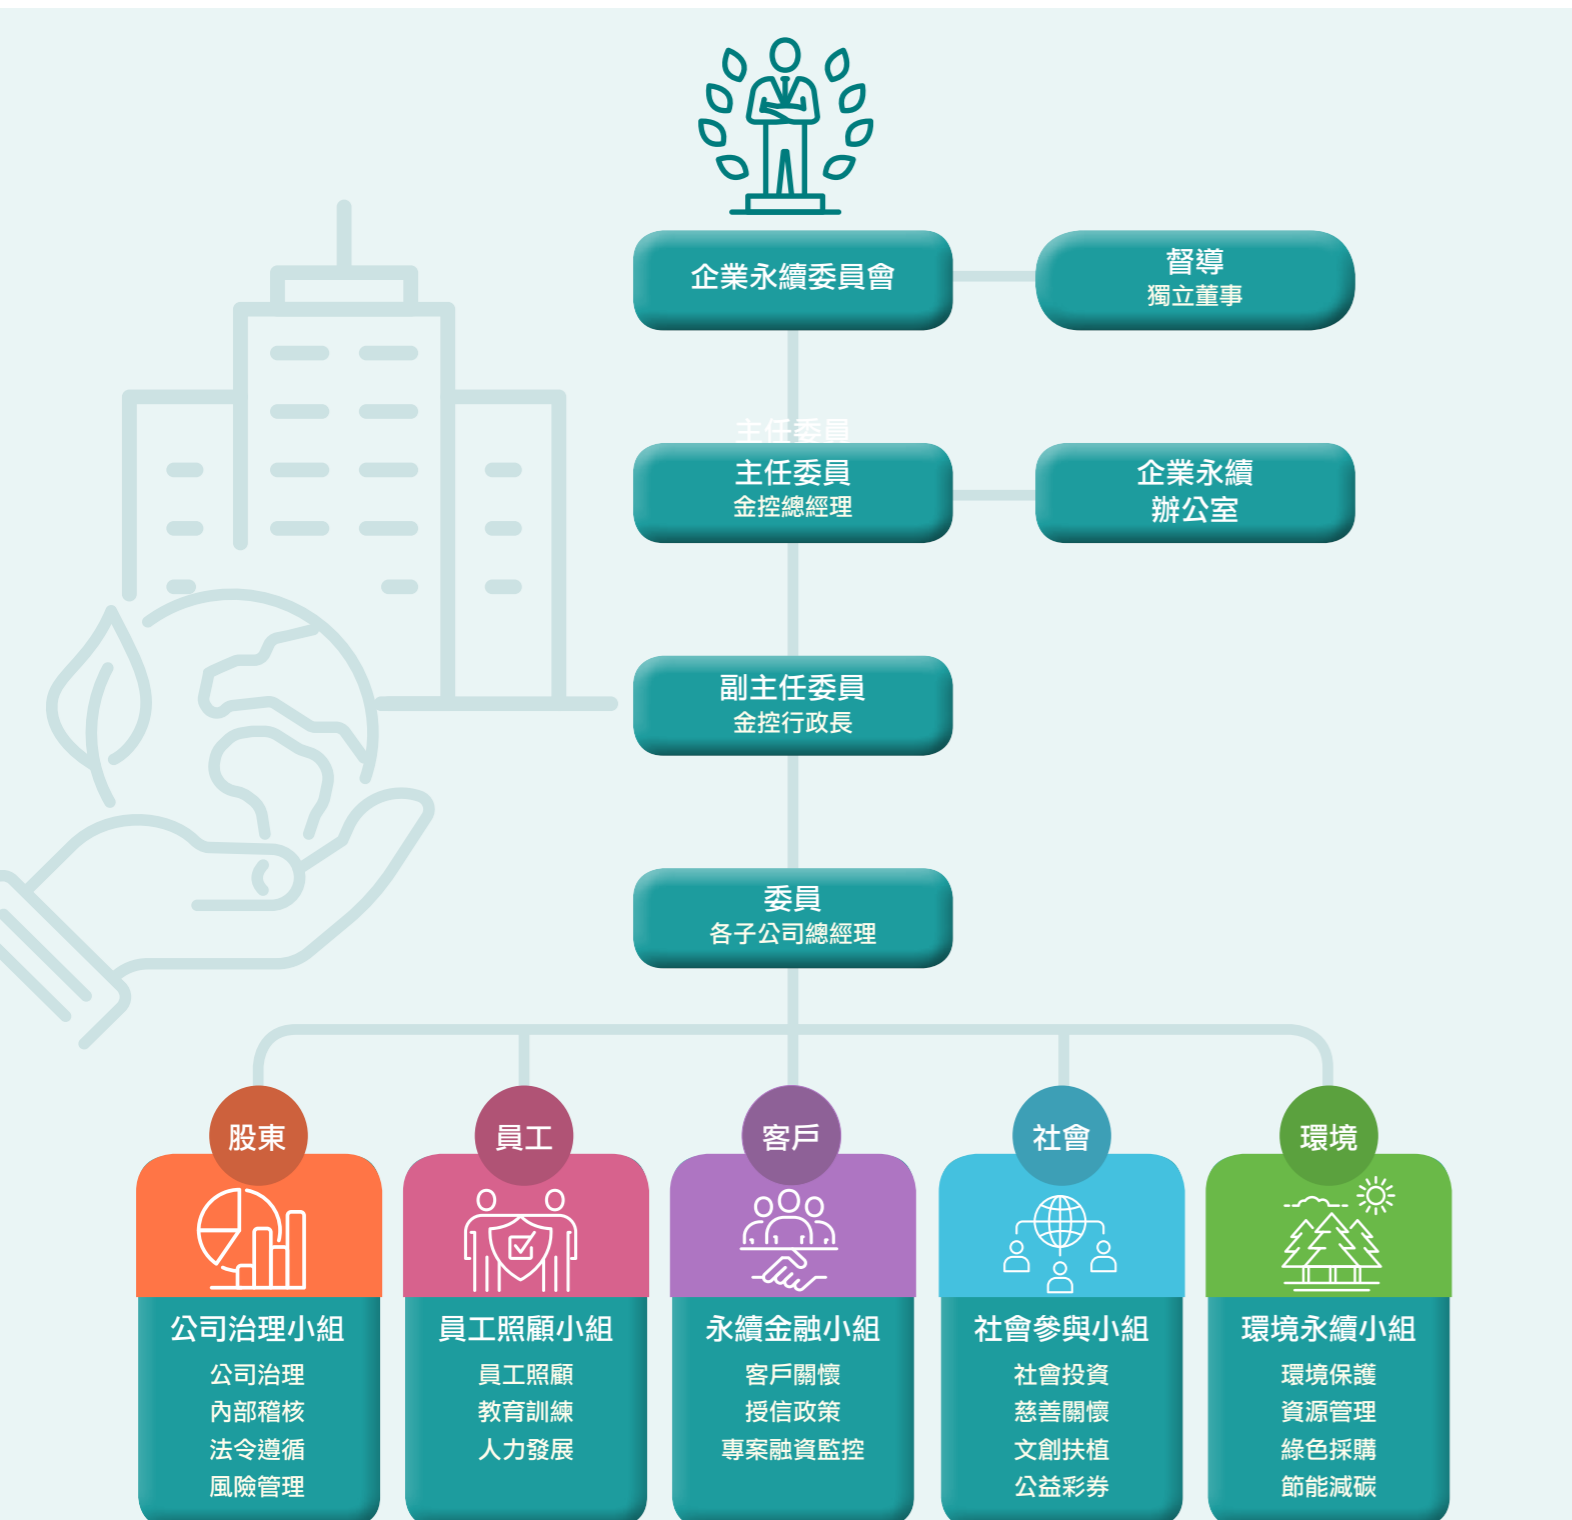 企業永續委員會
督導
獨立董事
主任委員
主任委員
金控總經理
企業永續
辦公室
副主任委員
金控行政長
委員
各子公司總經理
股東
員工
客戶
社會
環境
公司治理小組
公司治理
內部稽核
法令遵循
風險管理
員工照顧小組
員工照顧
教育訓練
人力發展
永續金融小組
客戶關懷
授信政策
專案融資監控
社會參與小組
社會投資
慈善關懷
文創扶植
公益彩券
環境永續小組
環境保護
資源管理
綠色採購
節能減碳